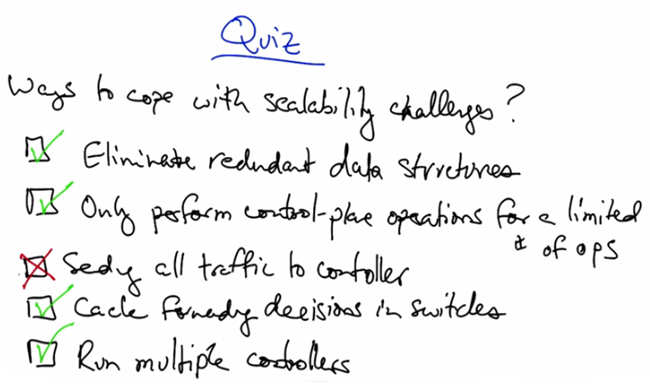 Quiz
Ways to cope with scalability challenges?
Eliminate redundant data structures
Only perform control-plane operations for a limited
# of ops
Sending all traffic to controller
Cache forwarding decisions in switches
Run multiple controllers